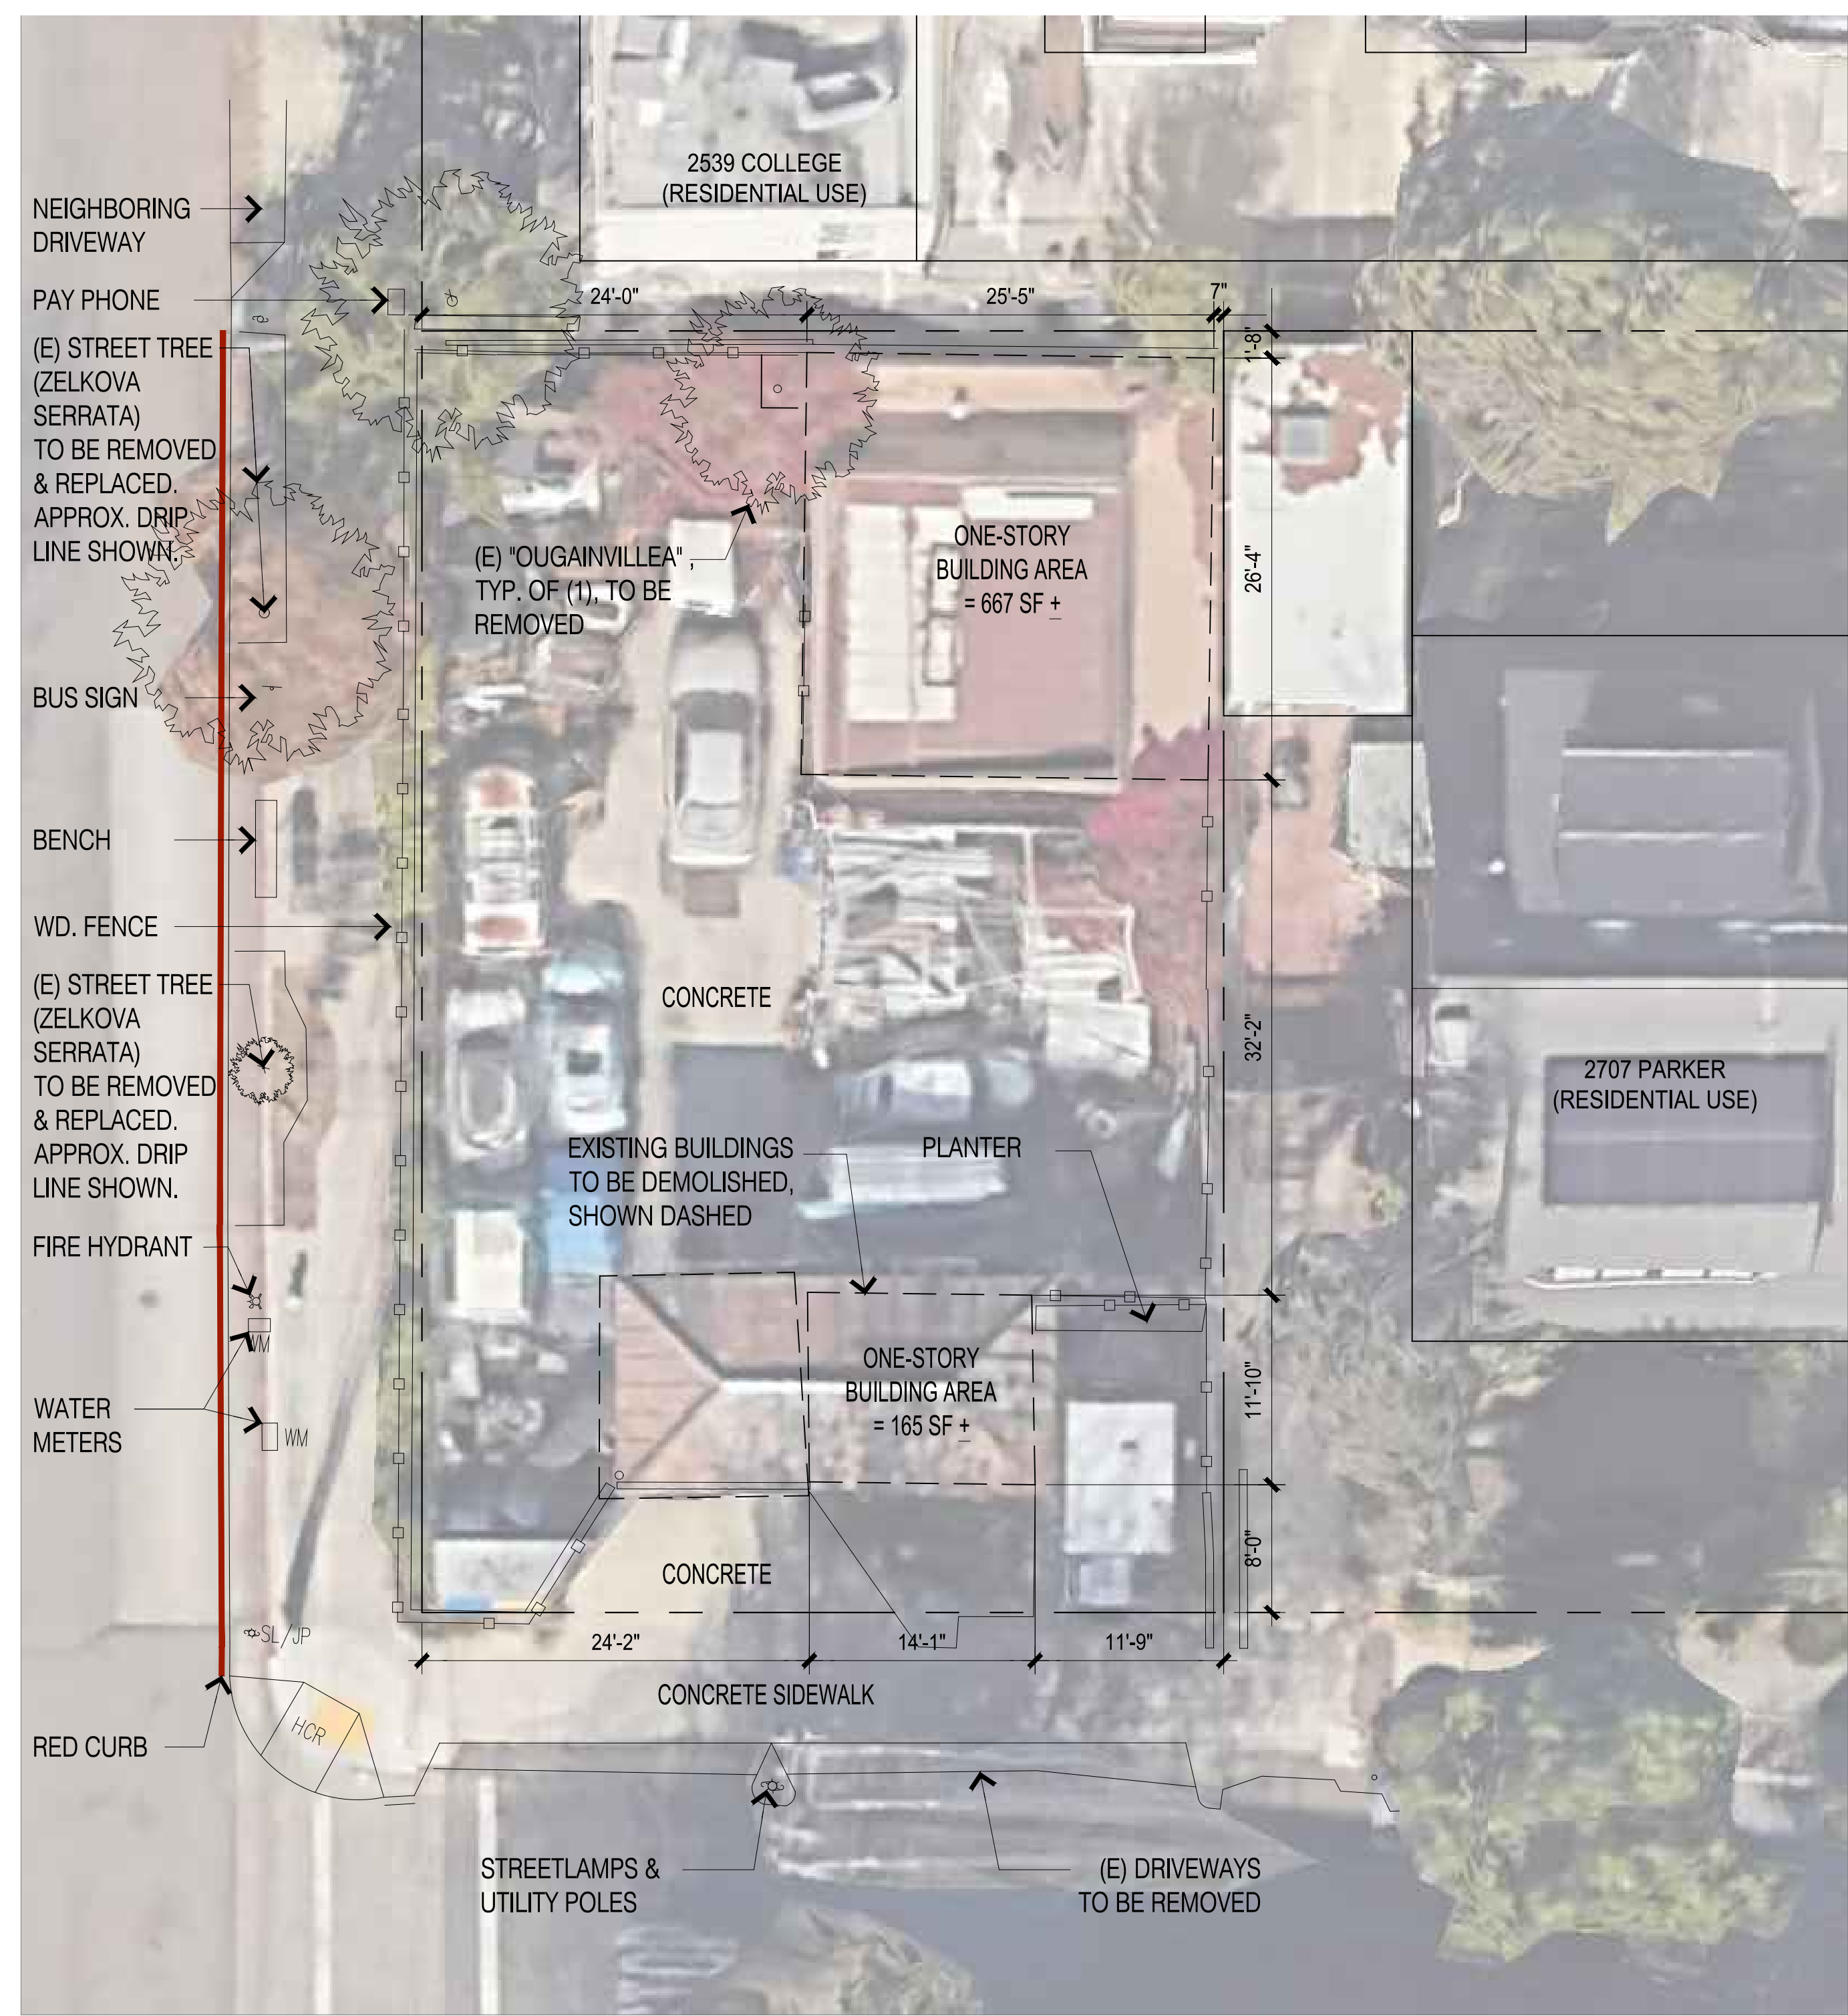 2539 COLLEGE
(RESIDENTIAL USE)
NEIGHBORING
DRIVEWAY
PAY PHONE
24'-0"
25'-5"
7"
1'-8"
(E) STREET TREE
(ZELKOVA
SERRATA)
TO BE REMOVED
& REPLACED.
APPROX. DRIP
LINE SHOWN.
(E) "OUGAINVILLEA",
TYP. OF (1), TO BE
REMOVED
ONE-STORY
BUILDING AREA
= 667 SF ±
26'-4"
BUS SIGN
BENCH
WD. FENCE
CONCRETE
(E) STREET TREE
(ZELKOVA
SERRATA)
TO BE REMOVED
& REPLACED.
APPROX. DRIP
LINE SHOWN.
32'-2"
2707 PARKER
(RESIDENTIAL USE)
EXISTING BUILDINGS
TO BE DEMOLISHED,
SHOWN DASHED
PLANTER
FIRE HYDRANT
WM
ONE-STORY
BUILDING AREA
= 165 SF ±
11'-10"
WATER
METERS
WM
CONCRETE
8'-0"
SL/JP
24'-2"
14'-1"
11'-9"
CONCRETE SIDEWALK
HCR
RED CURB
STREETLAMPS &
UTILITY POLES
(E) DRIVEWAYS
TO BE REMOVED